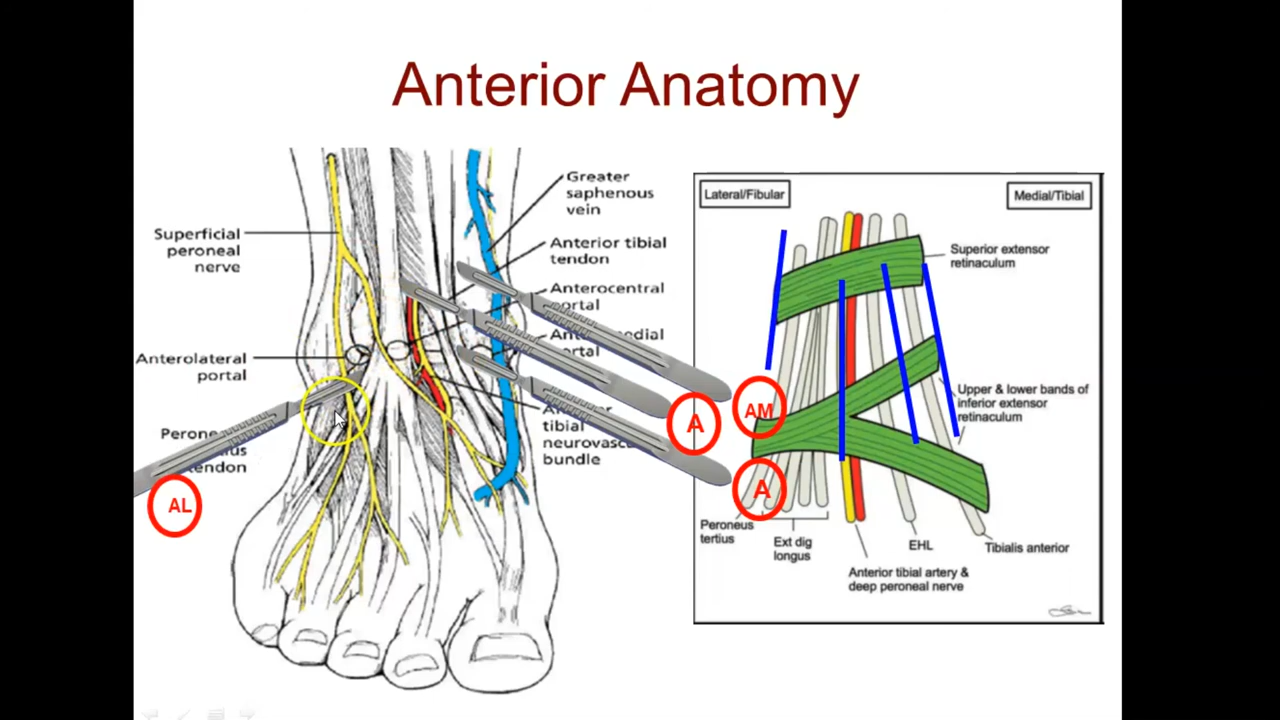 Anterior Anatomy
Superficial
peroneal
nerve
Anterolateral
portal
tendon
AL
Greater
saphenous
vein
Anterior tibial
tendon
Anterocentral
portal
tibial
bundle
A
AM
A
Lateral/Fibular
Medial/Tibial
Superior extensor
retinaculum
Upper & lower bands of
inferior extensor
retinaculum
Peroneus
tertius
Ext dig
longus
EHL
Tibialis anterior
Anterior tibial artery &
deep peroneal nerve